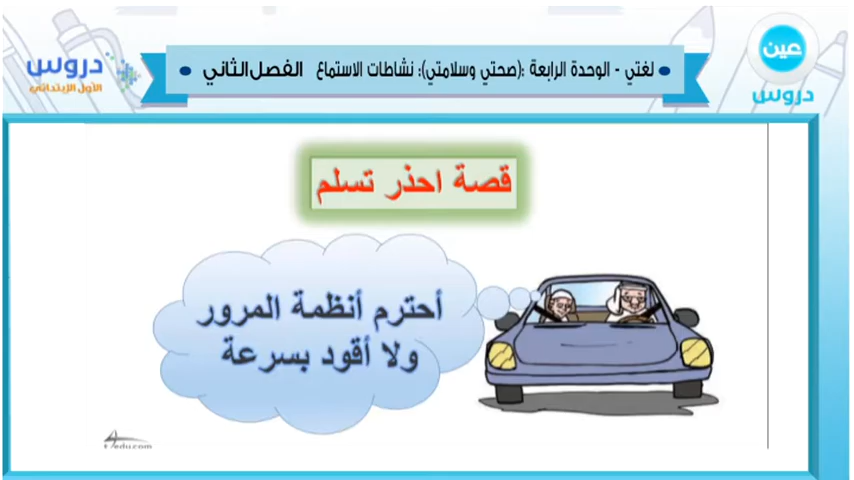 عين
دروس
لغتي - الوحدة الرابعة :(صحتي وسلامتي): نشاطات الاستماع الفصل الثاني
دروس
الأول الإبتدائي
قصة احذر تسلم
أحترم أنظمة المرور
ولا أقود بسرعة